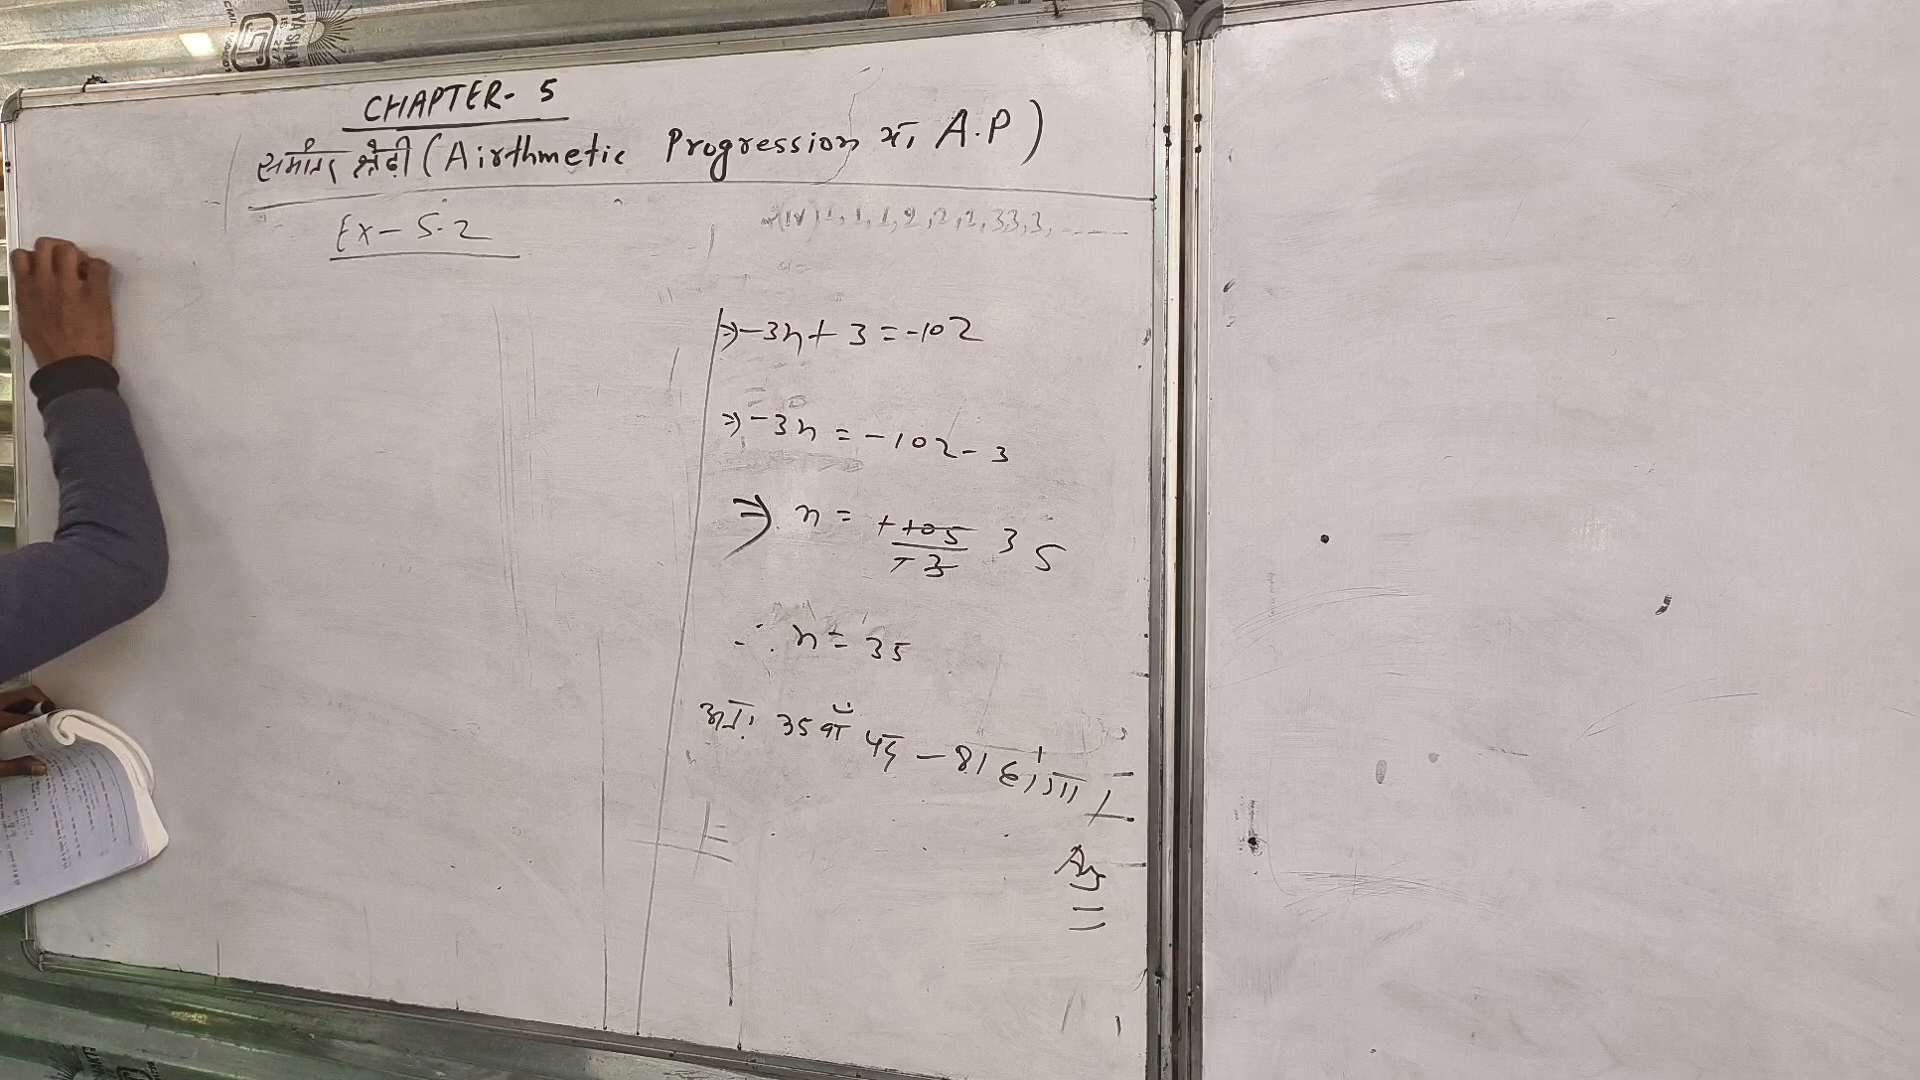 CHAPTER- 5
समांतर श्रेढ़ी (Airthmetic Progression या A.P)
Ex- 5.2
(iv) 1, 1, 1, 2, 2, 2, 3, 3, 3, -----
⇒ -3n + 3 = -102
⇒ -3n = -102 - 3
⇒ n = +105/-3 35
∴ n = 35
अतः 35 वाँ पद - 81 होगा।
Ans